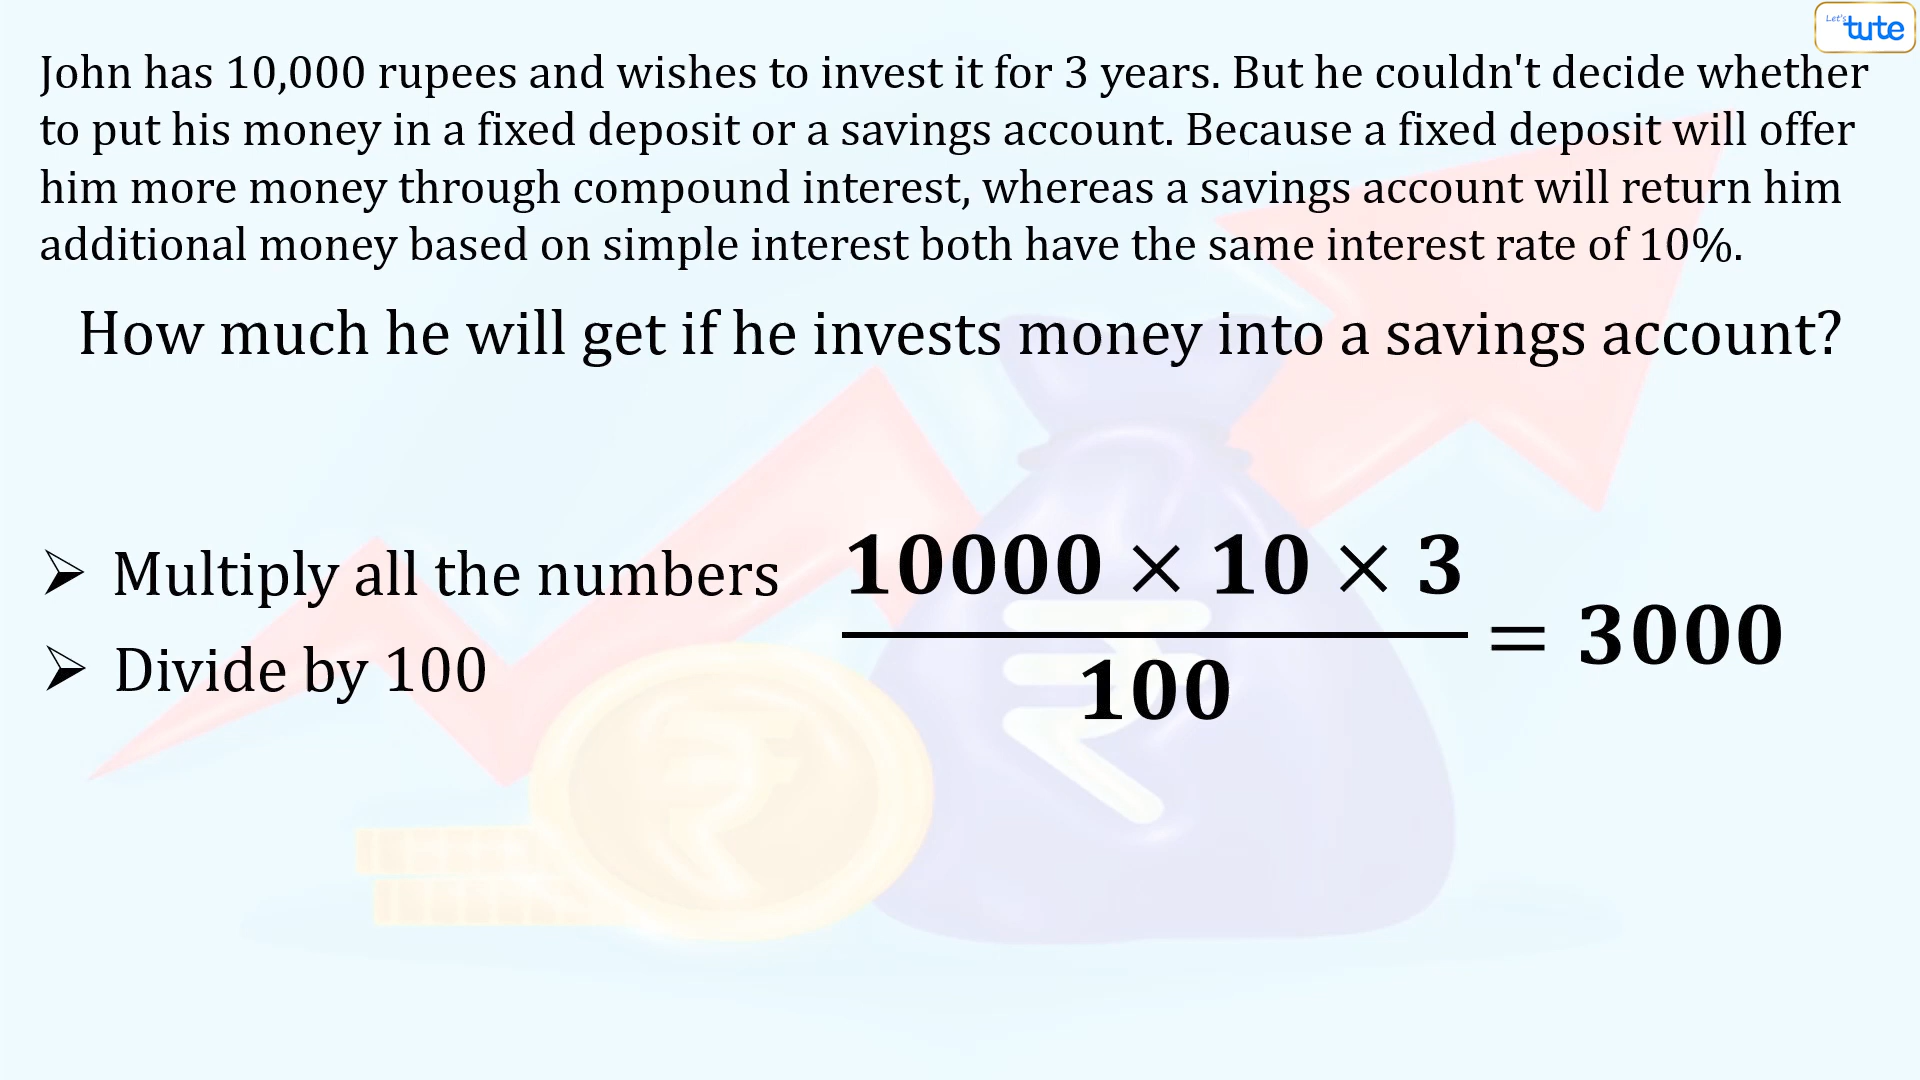 Let's tute
John has 10,000 rupees and wishes to invest it for 3 years. But he couldn't decide whether
to put his money in a fixed deposit or a savings account. Because a fixed deposit will offer
him more money through compound interest, whereas a savings account will return him
additional money based on simple interest both have the same interest rate of 10%.
How much he will get if he invests money into a savings account?
➢ Multiply all the numbers
➢ Divide by 100
10000 × 10 × 3
100
= 3000
₹
₹